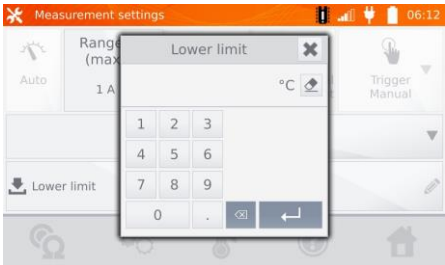 Measurement settings
06:12
Auto
Range
(max
1 A
Lower limit
°C
Trigger
Manual
1 2 3
4 5 6
7 8 9
0 .
Lower limit